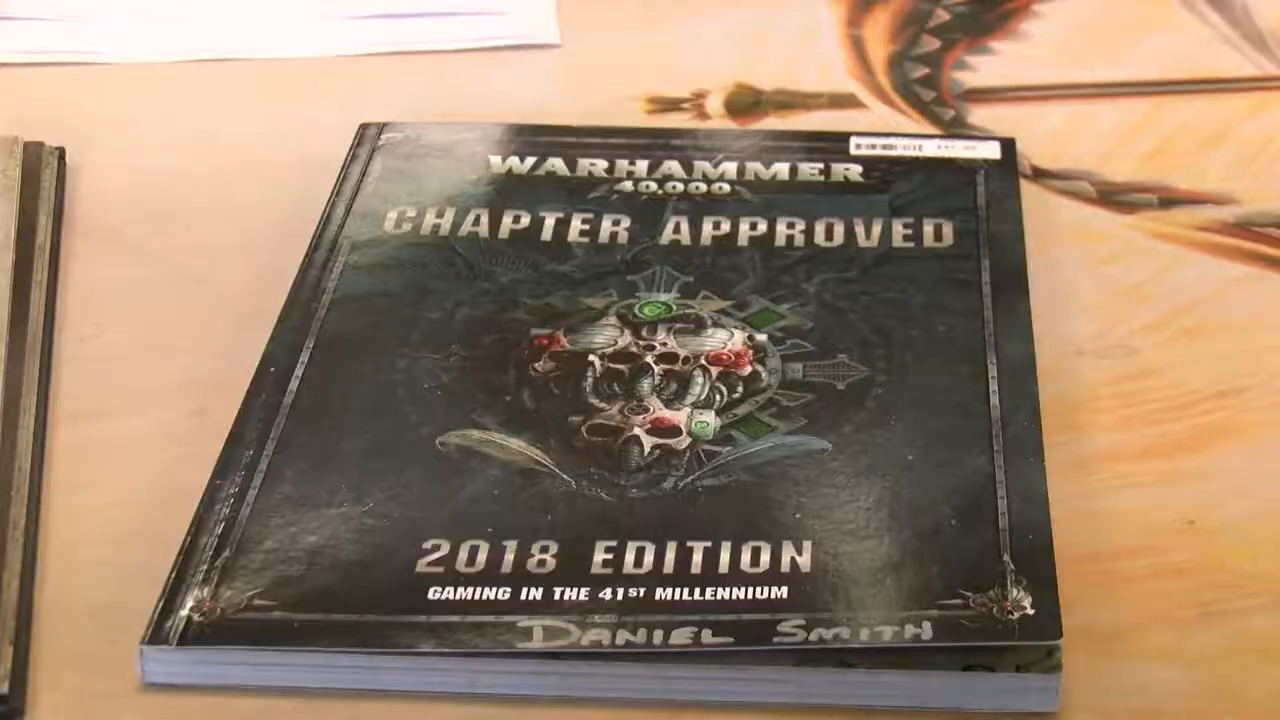 WARHAMMER
40,000
CHAPTER APPROVED
2018 EDITION
GAMING IN THE 41ST MILLENNIUM
DANIEL SMITH